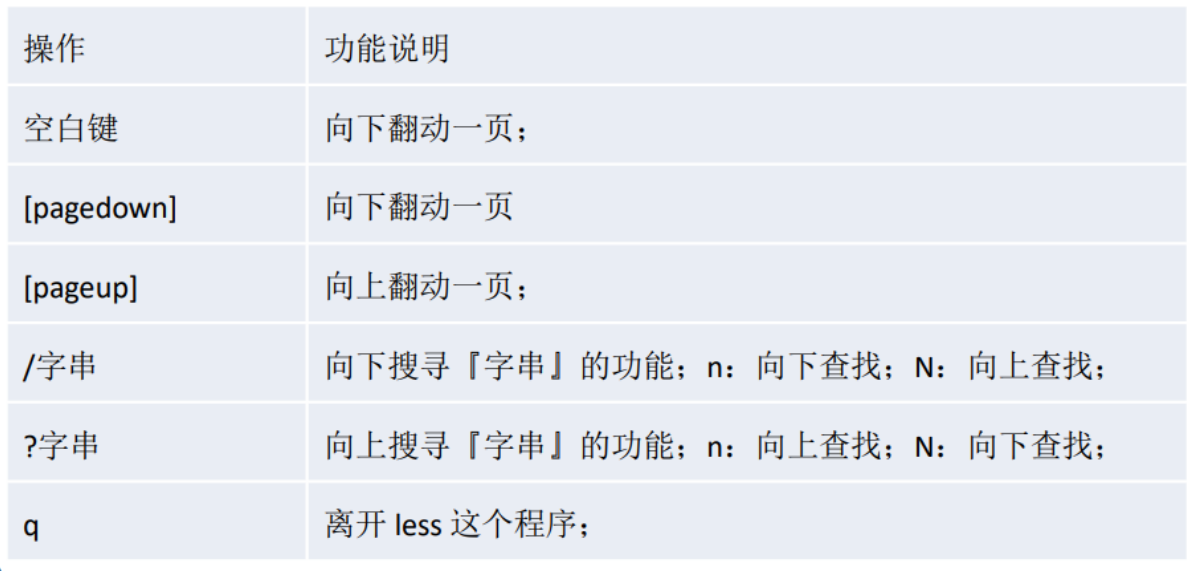 操作 功能说明
空白键 向下翻动一页；
[pagedown] 向下翻动一页
[pageup] 向上翻动一页；
/字串 向下搜寻『字串』的功能；n：向下查找；N：向上查找；
?字串 向上搜寻『字串』的功能；n：向上查找；N：向下查找；
q 离开 less 这个程序；